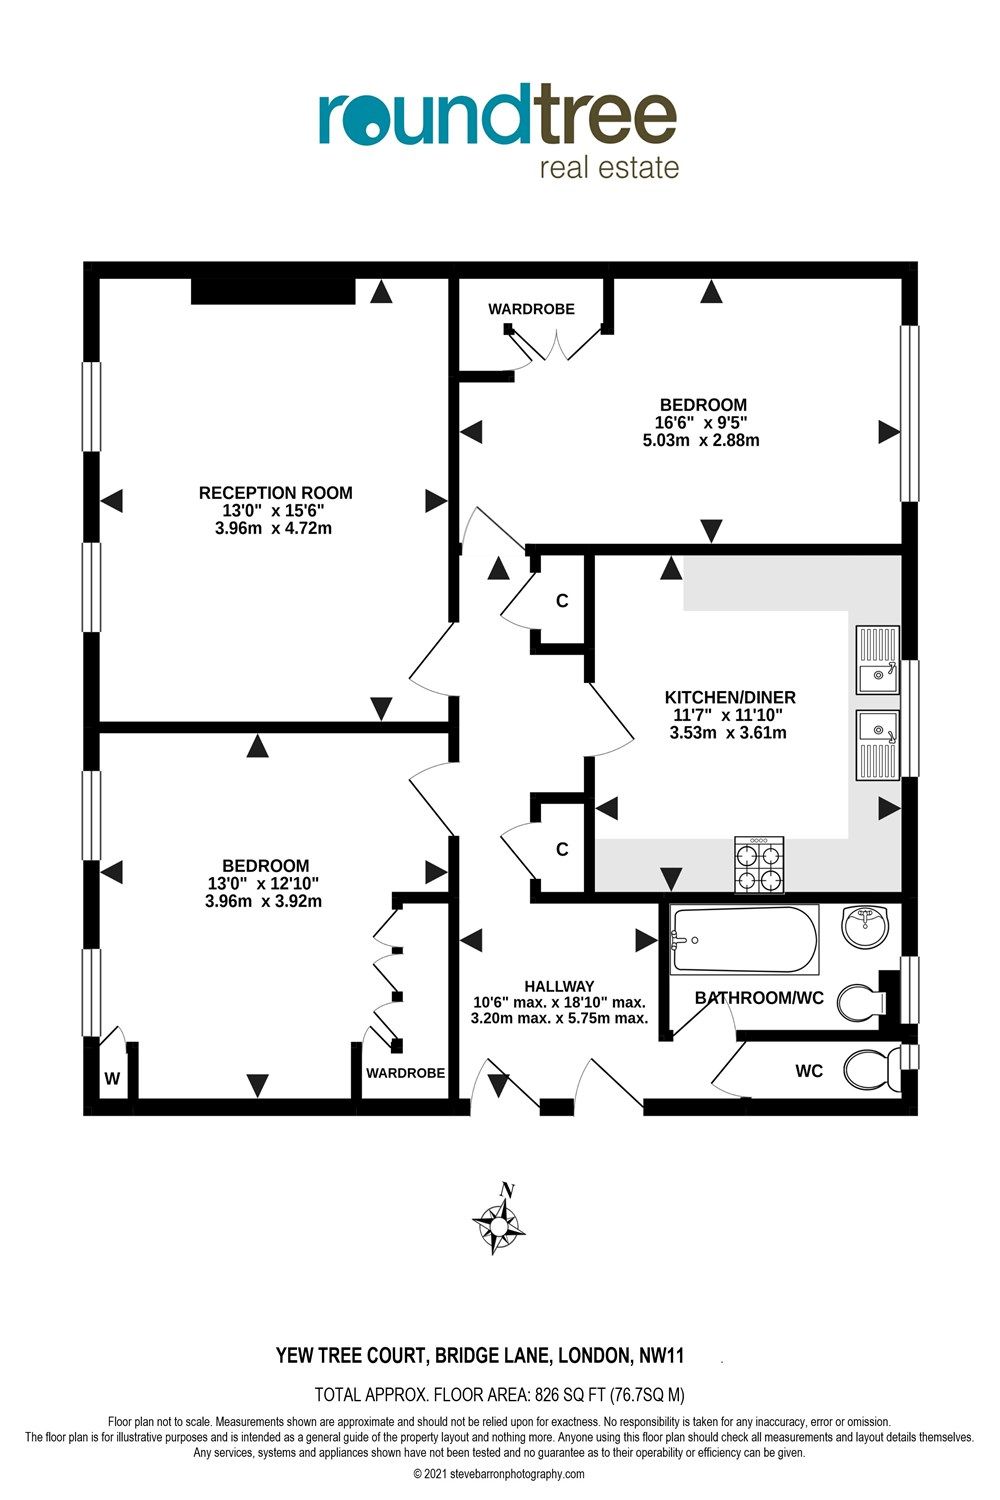 roundtree
real estate
WARDROBE
BEDROOM
16'6" x 9'5"
5.03m x 2.88m
RECEPTION ROOM
13'0" x 15'6"
3.96m x 4.72m
C
KITCHEN/DINER
11'7" x 11'10"
3.53m x 3.61m
C
BEDROOM
13'0" x 12'10"
3.96m x 3.92m
HALLWAY
10'6" max. x 18'10" max.
3.20m max. x 5.75m max.
BATHROOM/WC
WC
WARDROBE
W
N
YEW TREE COURT, BRIDGE LANE, LONDON, NW11 .
TOTAL APPROX. FLOOR AREA: 826 SQ FT (76.7SQ M)
Floor plan not to scale. Measurements shown are approximate and should not be relied upon for exactness. No responsibility is taken for any inaccuracy, error or omission.
The floor plan is for illustrative purposes and is intended as a general guide of the property layout and nothing more. Anyone using this floor plan should check all measurements and layout details themselves.
Any services, systems and appliances shown have not been tested and no guarantee as to their operability or efficiency can be given.
© 2021 stevebarronphotography.com